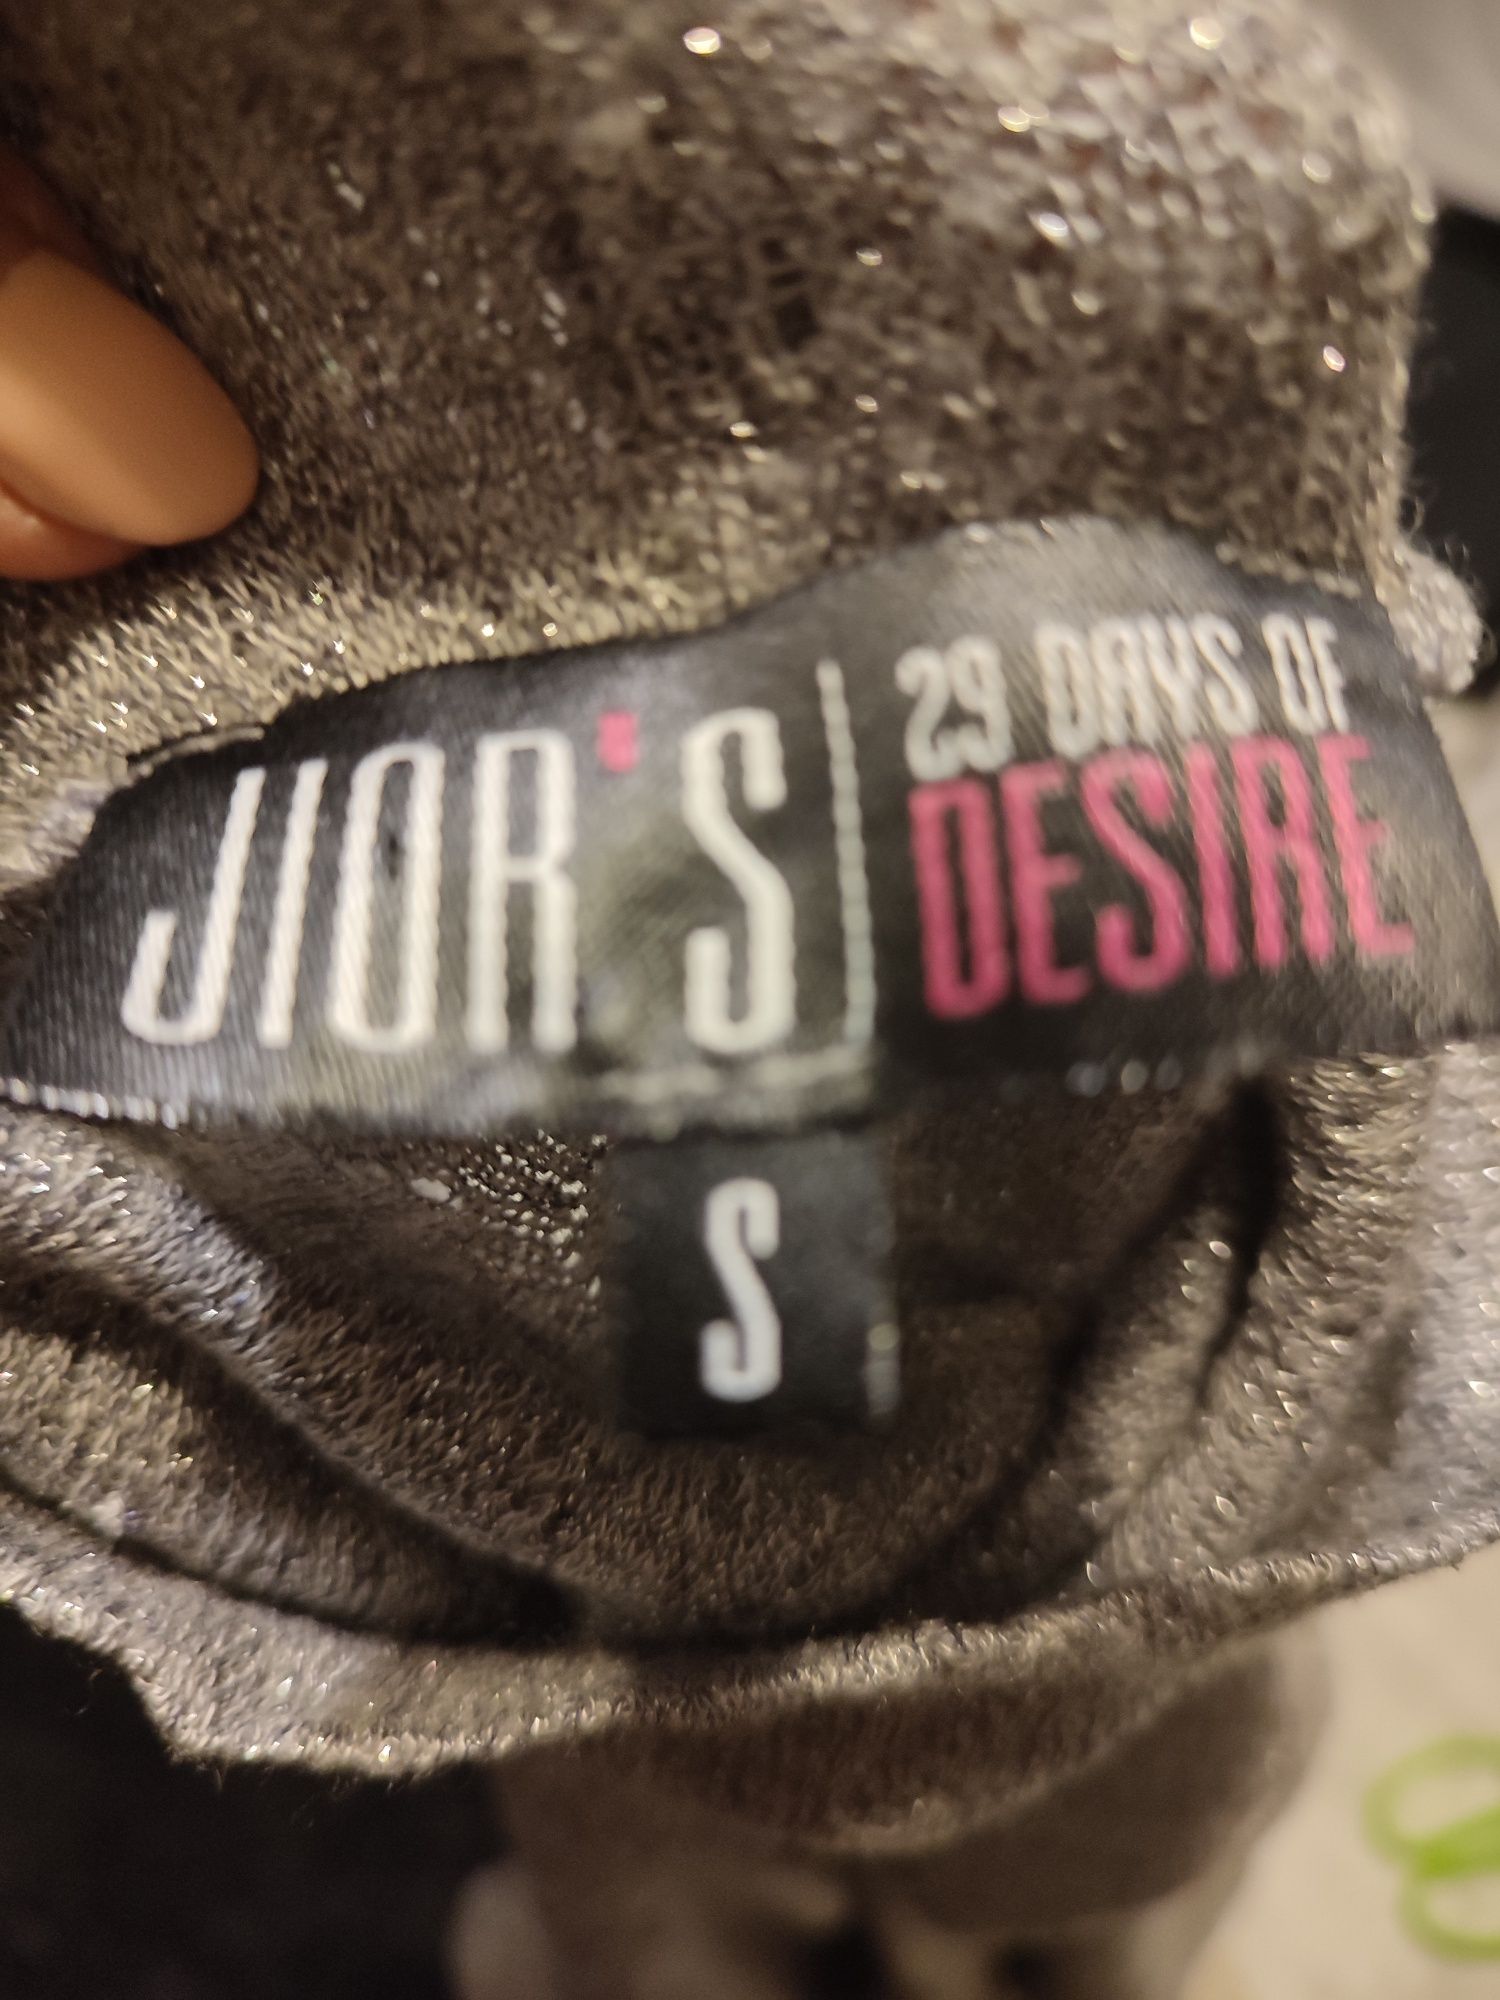 JIOR'S
29 DAYS OF
DESIRE
S